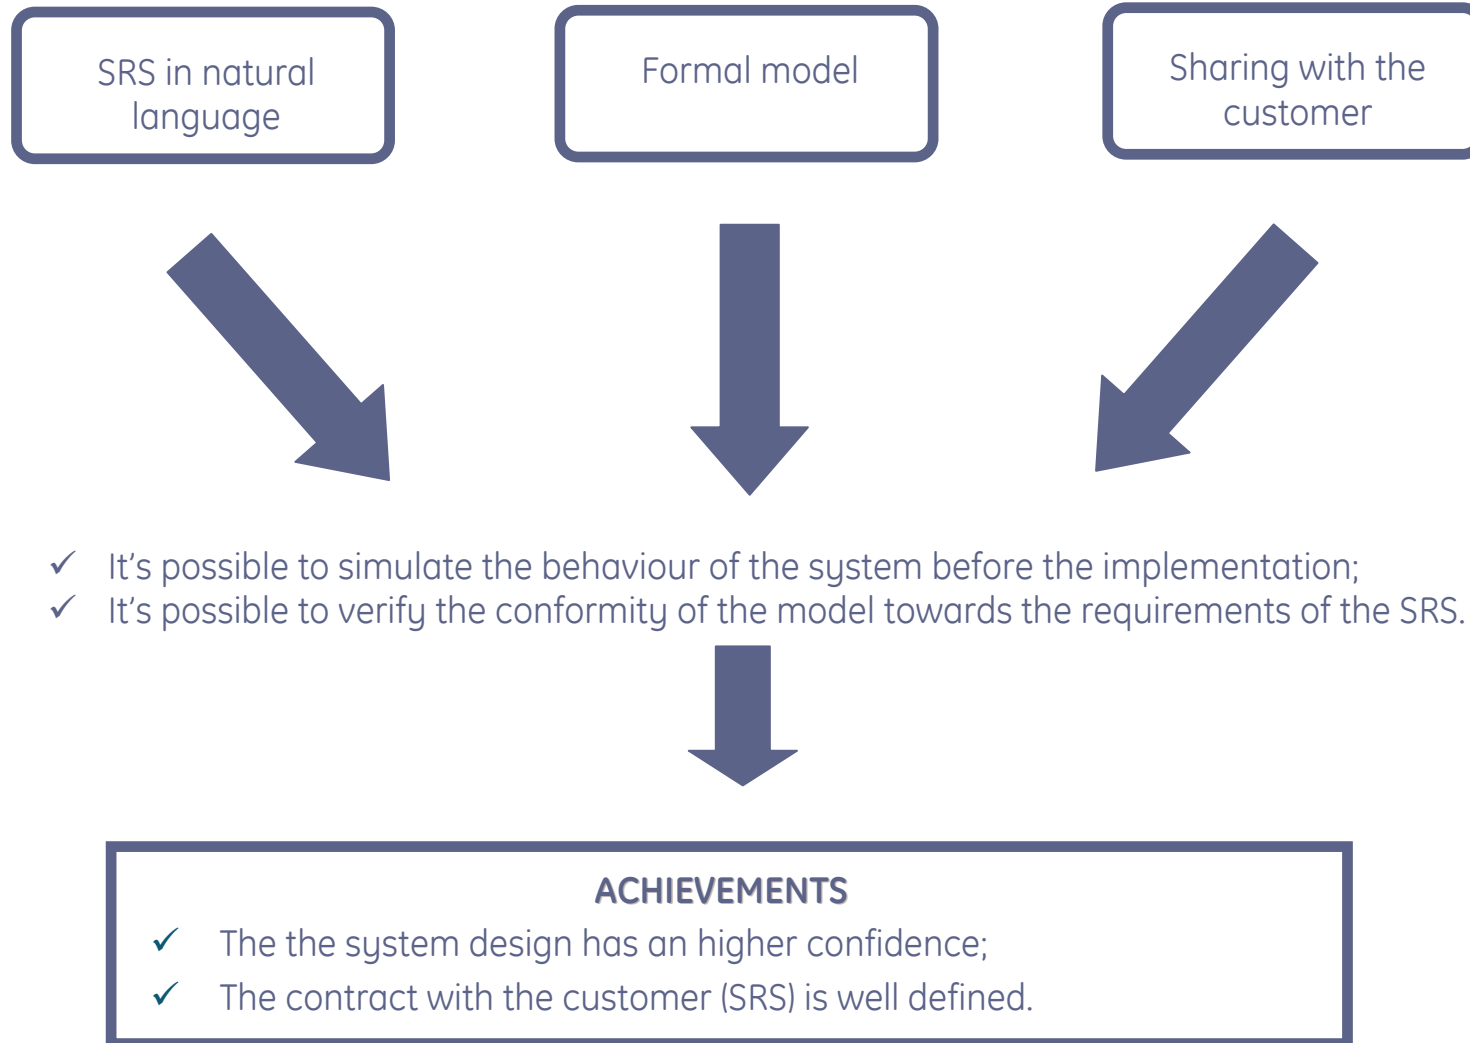 SRS in natural
language
Formal model
Sharing with the
customer
✓ It's possible to simulate the behaviour of the system before the implementation;
✓ It's possible to verify the conformity of the model towards the requirements of the SRS.
ACHIEVEMENTS
✓ The the system design has an higher confidence;
✓ The contract with the customer (SRS) is well defined.